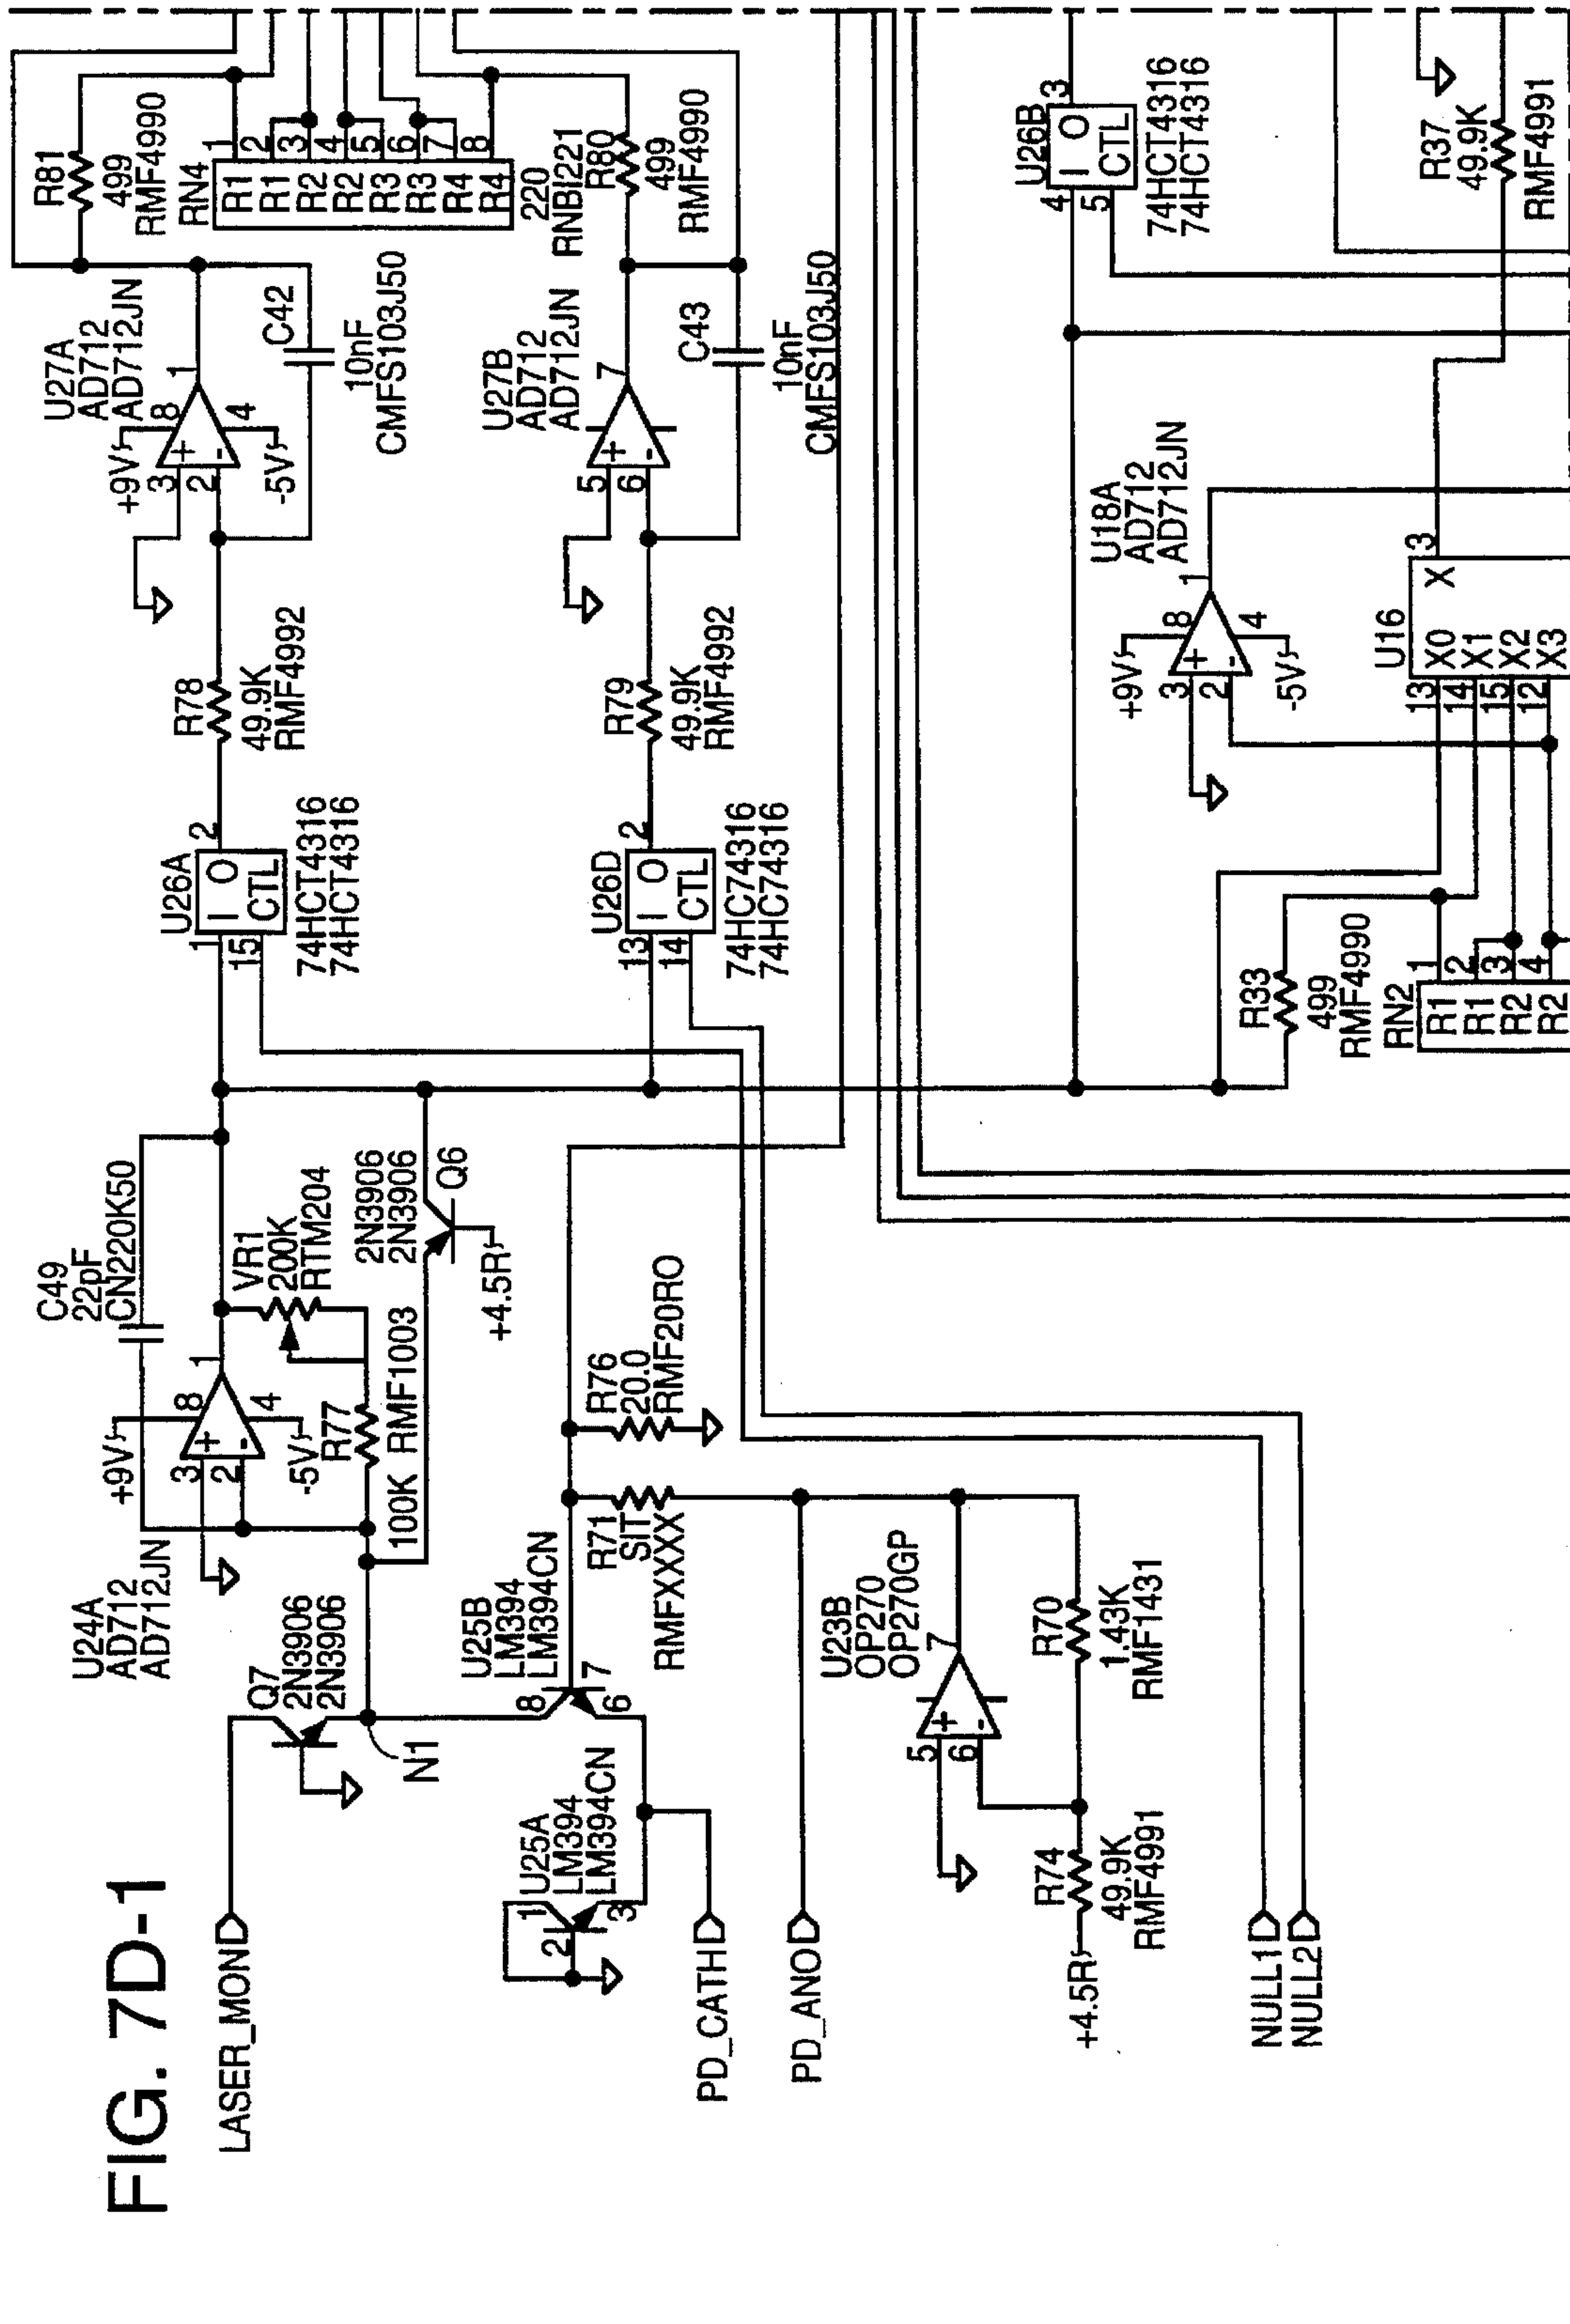 FIG. 7D-1
LASER_MON
PD_CATH
PD_ANO
NULL1
NULL2
U24A
AD712
AD712JN
+9V
3
2
8
4
1
-5V
C49
22pF
CN220K50
VR1
200K
RTM204
R77
100K RMF1003
Q7
2N3906
2N3906
N1
2N3906
2N3906
Q6
+4.5R
U25B
LM394
LM394CN
8
7
6
U25A
LM394
LM394CN
1
2
3
R71
SIT
RMFXXXX
R76
20.0
RMF20RO
U23B
OP270
OP270GP
5
6
7
R70
1.43K
RMF1431
R74
49.9K
RMF4991
+4.5R
U26A
1
15
I O
CTL
2
74HCT4316
74HCT4316
R78
49.9K
RMF4992
U27A
AD712
AD712JN
+9V
3
2
8
4
1
-5V
C42
10nF
CMFS103J50
R81
499
RMF4990
RN4
R1 1
R1 2
R2 3
R2 4
R3 5
R3 6
R4 7
R4 8
220
RNBI221
U26D
13
14
I O
CTL
2
74HC74316
74HC74316
R79
49.9K
RMF4992
U27B
AD712
AD712JN
5
6
7
C43
10nF
CMFS103J50
R80
499
RMF4990
U26B
4
5
I O
CTL
3
74HCT4316
74HCT4316
U18A
AD712
AD712JN
+9V
3
2
8
4
1
-5V
R37
49.9K
RMF4991
U16
13 X0
14 X1
15 X2
12 X3
X 3
R33
499
RMF4990
RN2
R1 1
R1 2
R2 3
R2 4